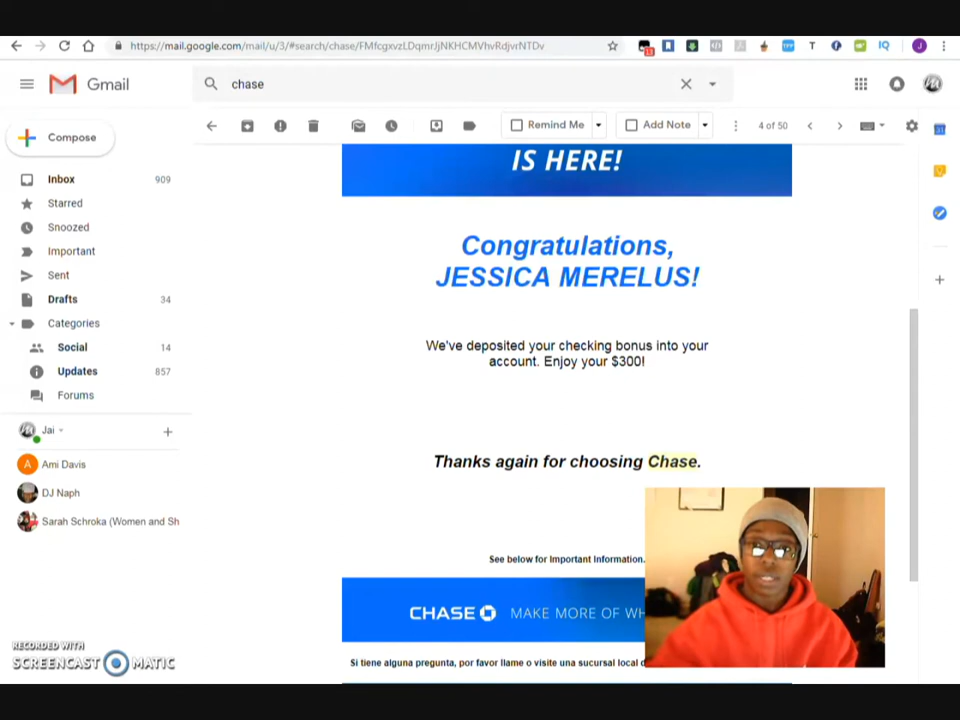 https://mail.google.com/mail/u/3/#search/chase/FMfcgxvzLDqmrJjNKHCMVhvRdjvrNTDv
13
IQ
J
Gmail
chase
Compose
Remind Me
Add Note
4 of 50
Inbox 909
Starred
Snoozed
Important
Sent
Drafts 34
Categories
Social 14
Updates 857
Forums
Jai
A Ami Davis
DJ Naph
Sarah Schroka (Women and Sh
IS HERE!
Congratulations,
JESSICA MERELUS!
We've deposited your checking bonus into your
account. Enjoy your $300!
Thanks again for choosing Chase.
See below for Important Information.
CHASE MAKE MORE OF WH
Si tiene alguna pregunta, por favor llame o visite una sucursal local d
RECORDED WITH
SCREENCAST MATIC